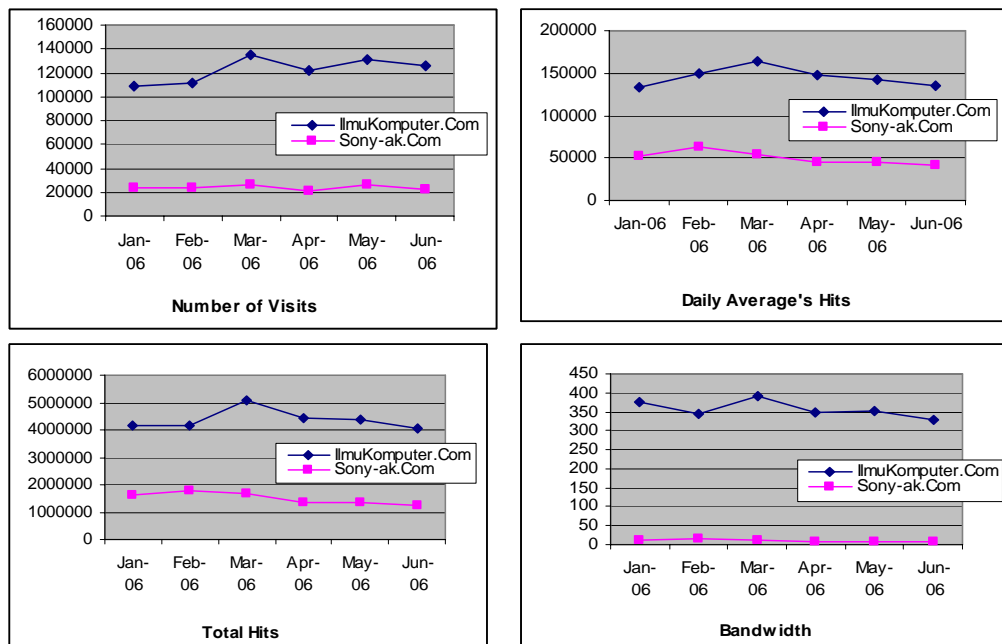 160000
140000
120000
100000
80000
60000
40000
20000
0
IlmuKomputer.Com
Sony-ak.Com
Jan-06 Feb-06 Mar-06 Apr-06 May-06 Jun-06
Number of Visits
200000
150000
100000
50000
0
IlmuKomputer.Com
Sony-ak.Com
Jan-06 Feb-06 Mar-06 Apr-06 May-06 Jun-06
Daily Average's Hits
6000000
5000000
4000000
3000000
2000000
1000000
0
IlmuKomputer.Com
Sony-ak.Com
Jan-06 Feb-06 Mar-06 Apr-06 May-06 Jun-06
Total Hits
450
400
350
300
250
200
150
100
50
0
IlmuKomputer.Com
Sony-ak.Com
Jan-06 Feb-06 Mar-06 Apr-06 May-06 Jun-06
Bandwidth